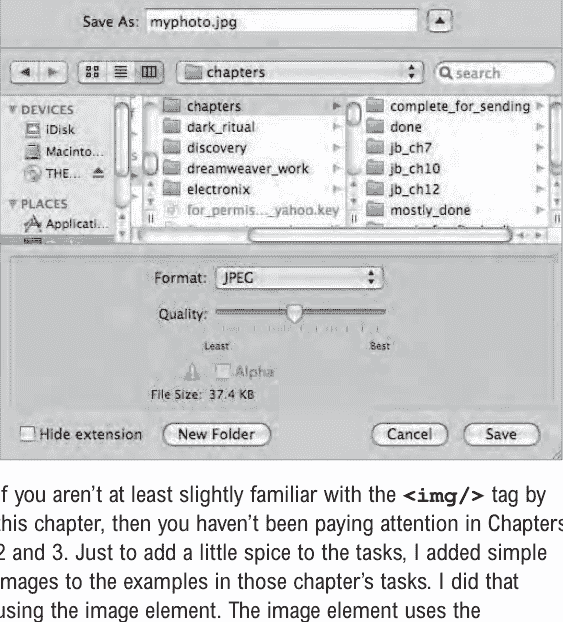 Save As: myphoto.jpg
chapters
search
DEVICES
iDisk
Macinto...
THE...
PLACES
Applicati...
chapters
dark_ritual
discovery
dreamweaver_work
electronix
for_permis..._yahoo.key
complete_for_sending
done
jb_ch7
jb_ch10
jb_ch12
mostly_done
Format: JPEG
Quality:
Least Best
Alpha
File Size: 37.4 KB
Hide extension New Folder Cancel Save
f you aren't at least slightly familiar with the <img/> tag by
this chapter, then you haven't been paying attention in Chapters
2 and 3. Just to add a little spice to the tasks, I added simple
mages to the examples in those chapter's tasks. I did that
using the image element. The image element uses the